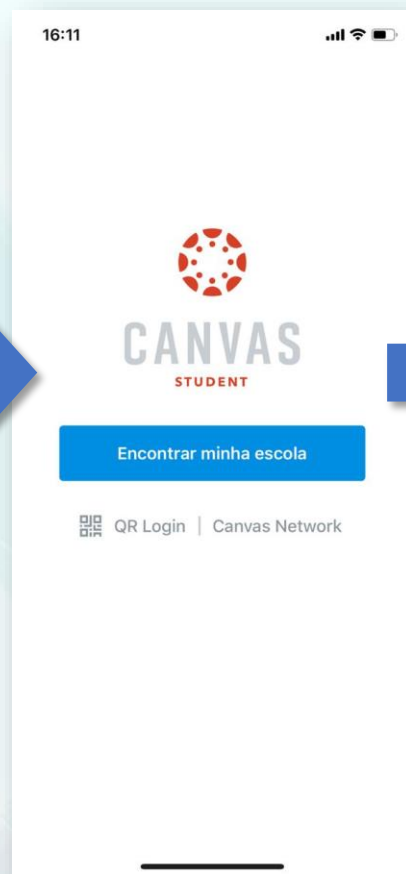 16:11
CANVAS
STUDENT
Encontrar minha escola
QR Login | Canvas Network